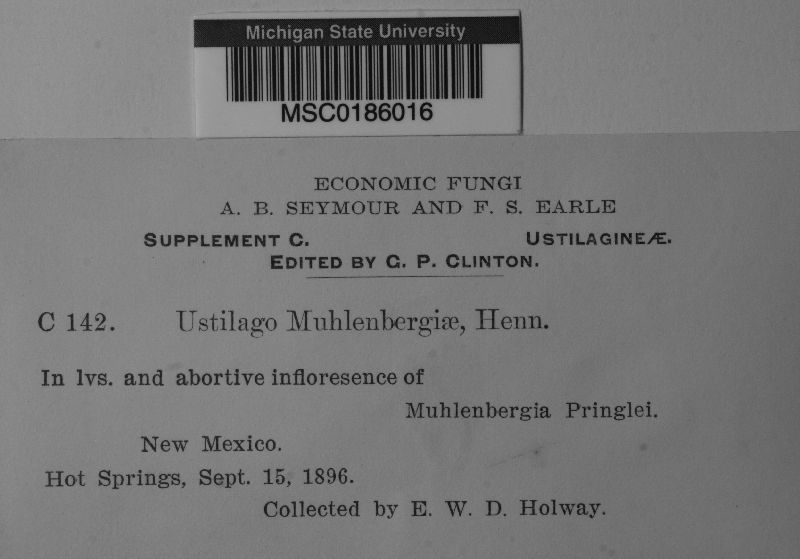 Michigan State University
MSC0186016
ECONOMIC FUNGI
A. B. SEYMOUR AND F. S. EARLE
SUPPLEMENT C. USTILAGINEÆ.
EDITED BY G. P. CLINTON.
C 142. Ustilago Muhlenbergiæ, Henn.
In lvs. and abortive infloresence of
Muhlenbergia Pringlei.
New Mexico.
Hot Springs, Sept. 15, 1896.
Collected by E. W. D. Holway.